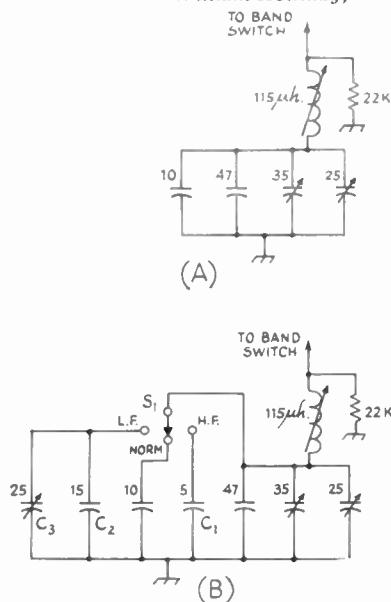 TO BAND
SWITCH
115µh.
22K
10 47 35 25
(A)
TO BAND
SWITCH
S1
L.F. H.F.
NORM
115µh.
22K
25 15 10 5 47 35 25
C3 C2 C1
(B)